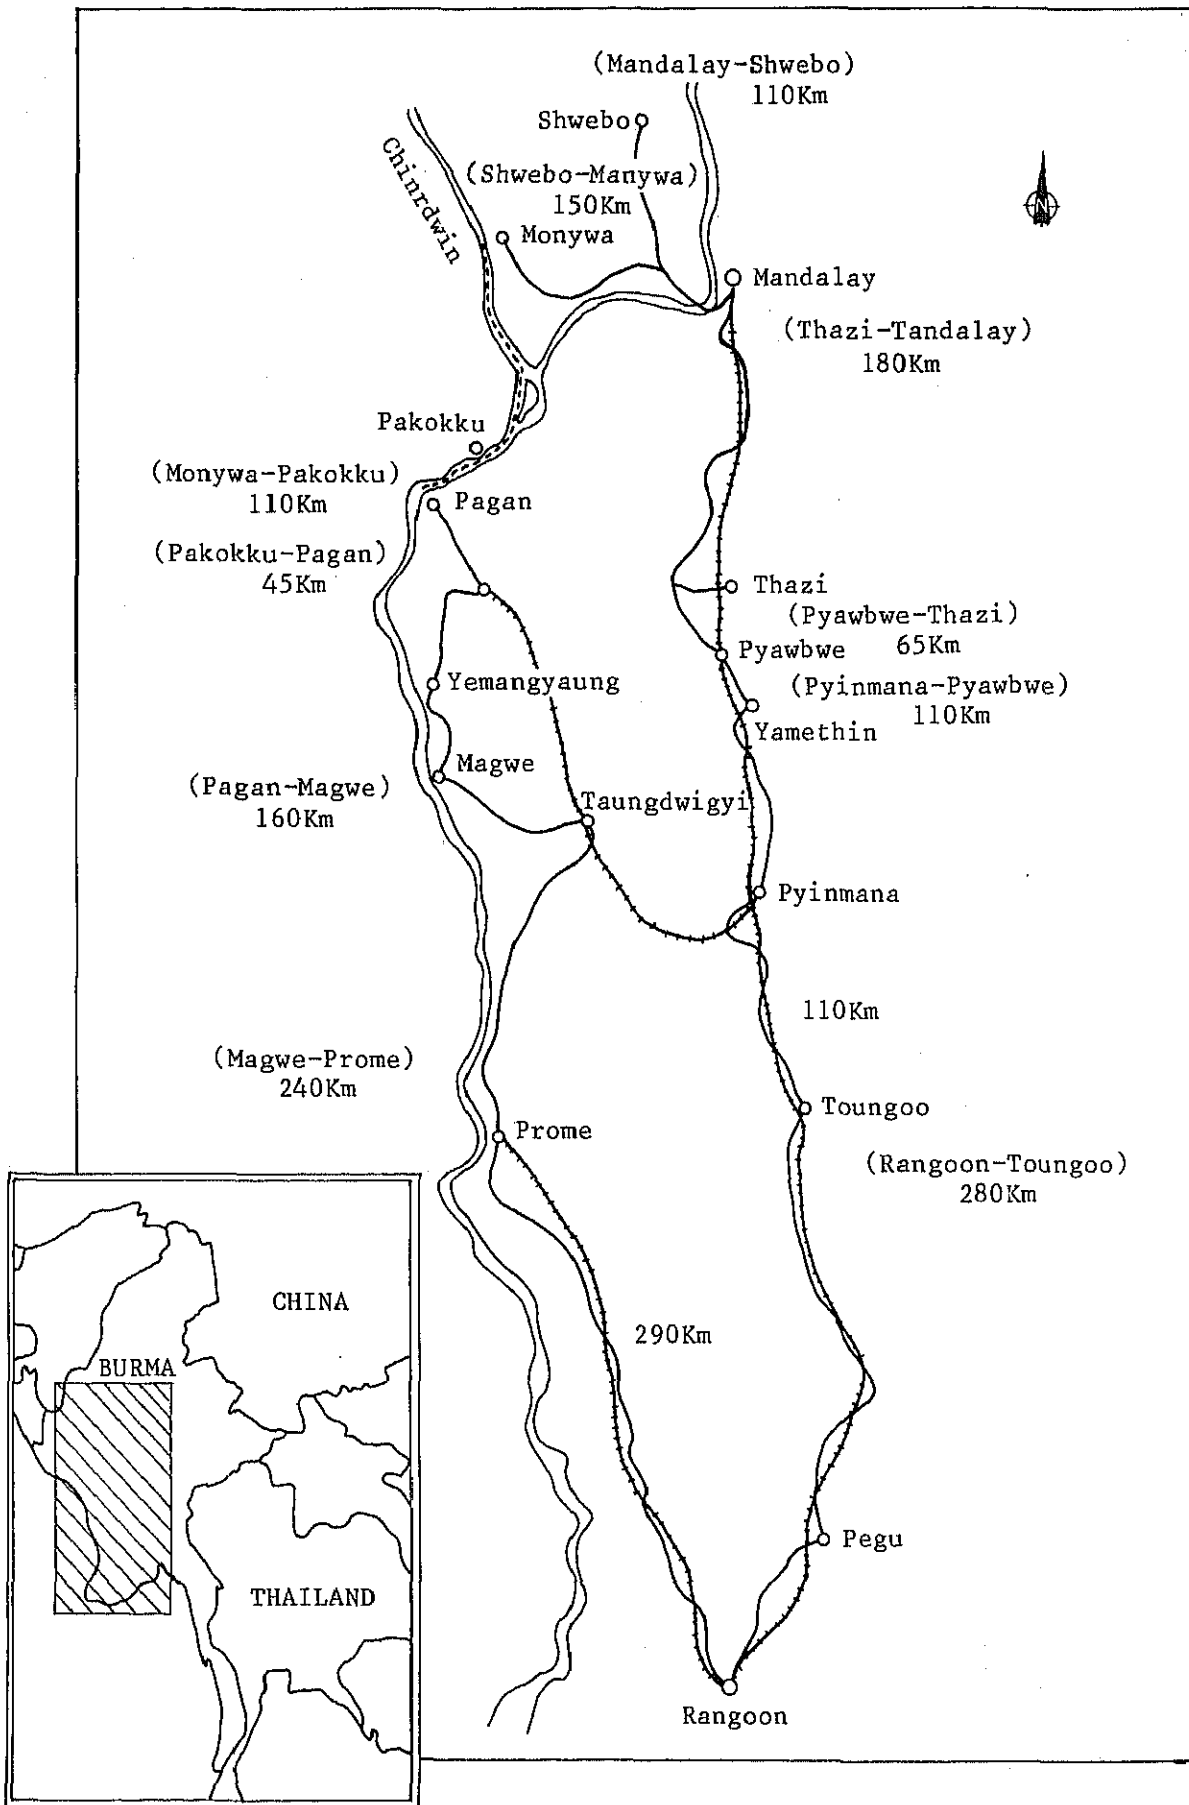 (Mandalay-Shwebo)
110Km
Shwebo
Chinrdwin
(Shwebo-Manywa)
150Km
Monywa
N
Mandalay
(Thazi-Tandalay)
180Km
Pakokku
(Monywa-Pakokku)
110Km
Pagan
(Pakokku-Pagan)
45Km
Thazi
(Pyawbwe-Thazi)
65Km
Pyawbwe
Yemangyaung
(Pyinmana-Pyawbwe)
110Km
Yamethin
Magwe
(Pagan-Magwe)
160Km
Taungdwigyi
Pyinmana
110Km
(Magwe-Prome)
240Km
Toungoo
Prome
(Rangoon-Toungoo)
280Km
CHINA
290Km
BURMA
Pegu
THAILAND
Rangoon